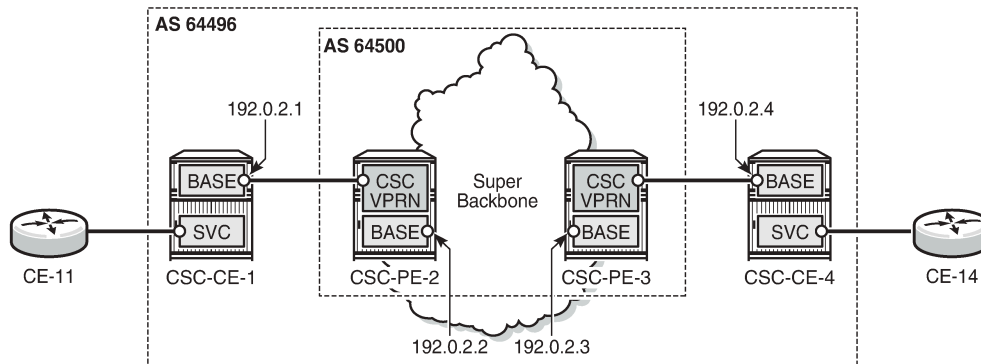 AS 64496
AS 64500
192.0.2.1
192.0.2.4
BASE
CSC
VPRN
Super
Backbone
CSC
VPRN
BASE
SVC
BASE
BASE
SVC
CE-11
CSC-CE-1
CSC-PE-2
CSC-PE-3
CSC-CE-4
CE-14
192.0.2.2
192.0.2.3